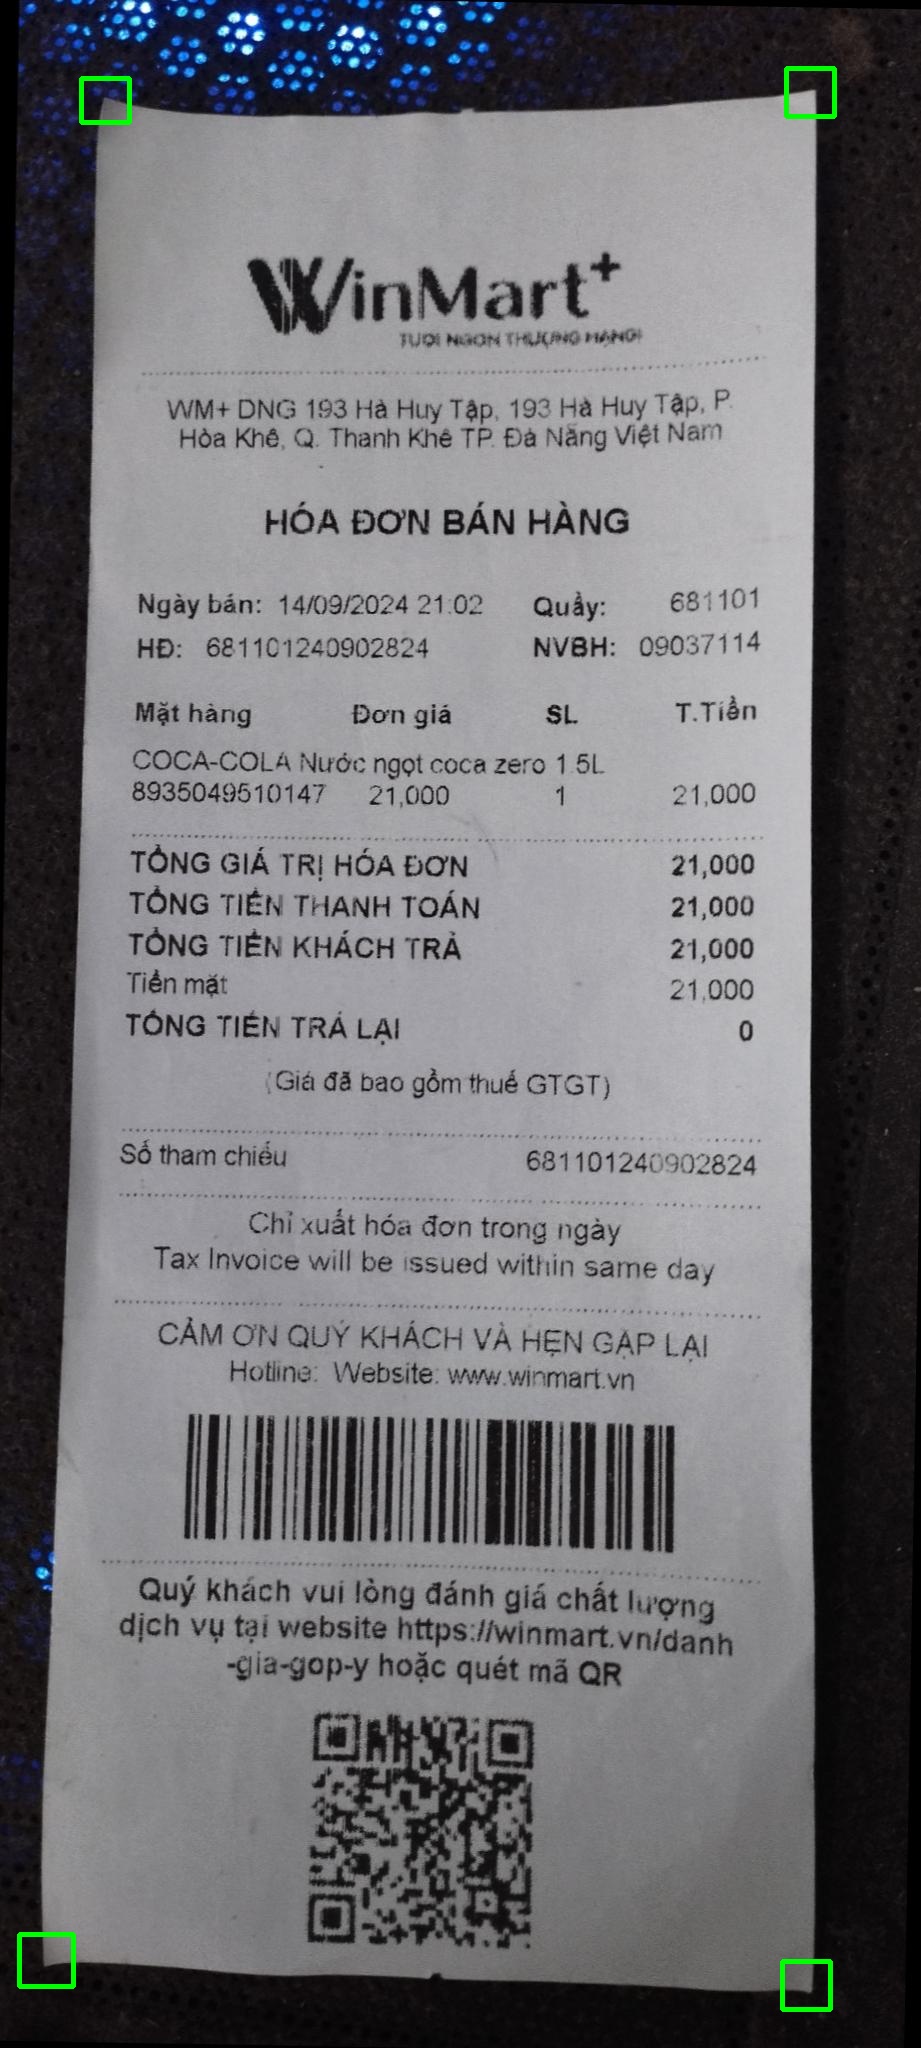 WinMart+
TƯƠI NGON THƯỢNG HẠNG!
WM+ DNG 193 Hà Huy Tập, 193 Hà Huy Tập, P.
Hòa Khê, Q. Thanh Khê TP. Đà Nẵng Việt Nam
HÓA ĐƠN BÁN HÀNG
Ngày bán: 14/09/2024 21:02 Quầy: 681101
HĐ: 681101240902824 NVBH: 09037114
Mặt hàng Đơn giá SL T.Tiền
COCA-COLA Nước ngọt coca zero 1.5L
8935049510147 21,000 1 21,000
TỔNG GIÁ TRỊ HÓA ĐƠN 21,000
TỔNG TIỀN THANH TOÁN 21,000
TỔNG TIỀN KHÁCH TRẢ 21,000
Tiền mặt 21,000
TỔNG TIỀN TRẢ LẠI 0
(Giá đã bao gồm thuế GTGT)
Số tham chiếu 681101240902824
Chỉ xuất hóa đơn trong ngày
Tax Invoice will be issued within same day
CẢM ƠN QUÝ KHÁCH VÀ HẸN GẶP LẠI
Hotline: Website: www.winmart.vn
Quý khách vui lòng đánh giá chất lượng
dịch vụ tại website https://winmart.vn/danh
-gia-gop-y hoặc quét mã QR